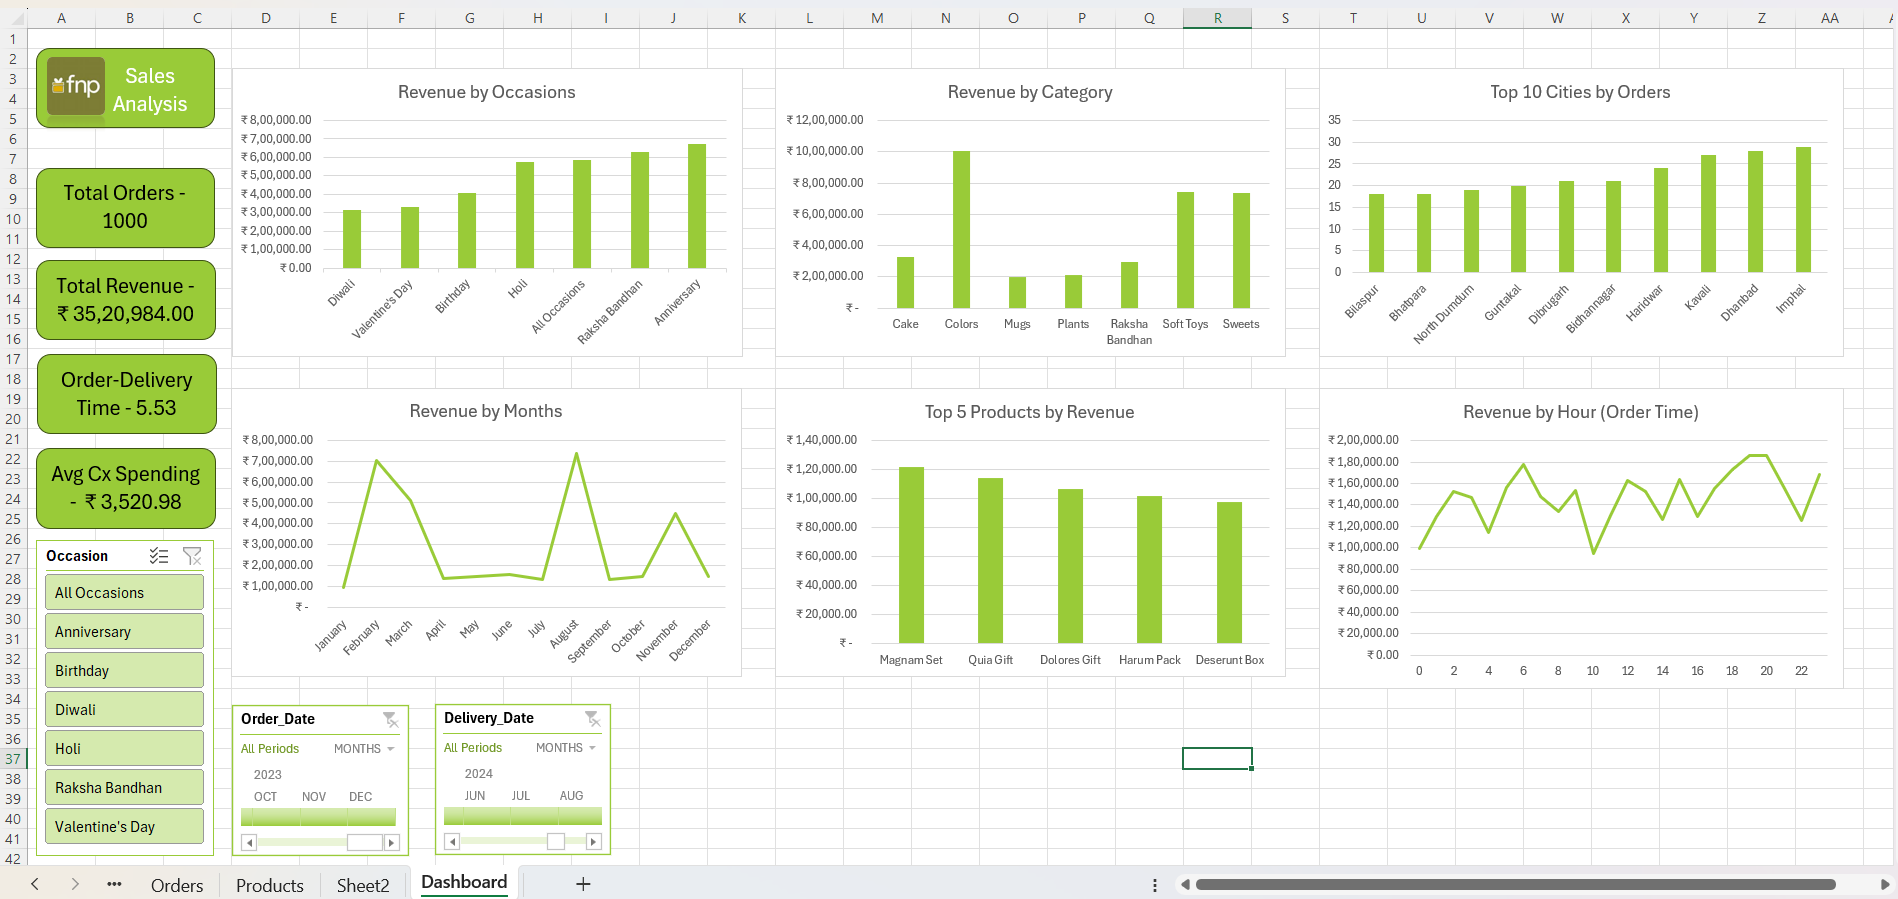 A B C D E F G H I J K L M N O P Q R S T U V W X Y Z AA
1
2
3
4
5
6
7
8
9
10
11
12
13
14
15
16
17
18
19
20
21
22
23
24
25
26
27
28
29
30
31
32
33
34
35
36
37
38
39
40
41
42
fnp
Sales
Analysis
Total Orders -
1000
Total Revenue -
₹ 35,20,984.00
Order-Delivery
Time - 5.53
Avg Cx Spending
- ₹ 3,520.98
Occasion
All Occasions
Anniversary
Birthday
Diwali
Holi
Raksha Bandhan
Valentine's Day
Revenue by Occasions
₹ 8,00,000.00
₹ 7,00,000.00
₹ 6,00,000.00
₹ 5,00,000.00
₹ 4,00,000.00
₹ 3,00,000.00
₹ 2,00,000.00
₹ 1,00,000.00
₹ 0.00
Diwali
Valentine's Day
Birthday
Holi
All Occasions
Raksha Bandhan
Anniversary
Revenue by Category
₹ 12,00,000.00
₹ 10,00,000.00
₹ 8,00,000.00
₹ 6,00,000.00
₹ 4,00,000.00
₹ 2,00,000.00
₹ -
Cake Colors Mugs Plants Raksha Soft Toys Sweets
Bandhan
Top 10 Cities by Orders
35
30
25
20
15
10
5
0
Bilaspur
Bhatpara
North Dumdum
Guntakal
Dibrugarh
Bidhannagar
Haridwar
Kavali
Dhanbad
Imphal
Revenue by Months
₹ 8,00,000.00
₹ 7,00,000.00
₹ 6,00,000.00
₹ 5,00,000.00
₹ 4,00,000.00
₹ 3,00,000.00
₹ 2,00,000.00
₹ 1,00,000.00
₹ -
January
February
March
April
May
June
July
August
September
October
November
December
Top 5 Products by Revenue
₹ 1,40,000.00
₹ 1,20,000.00
₹ 1,00,000.00
₹ 80,000.00
₹ 60,000.00
₹ 40,000.00
₹ 20,000.00
₹ -
Magnam Set Quia Gift Dolores Gift Harum Pack Deserunt Box
Revenue by Hour (Order Time)
₹ 2,00,000.00
₹ 1,80,000.00
₹ 1,60,000.00
₹ 1,40,000.00
₹ 1,20,000.00
₹ 1,00,000.00
₹ 80,000.00
₹ 60,000.00
₹ 40,000.00
₹ 20,000.00
₹ 0.00
0 2 4 6 8 10 12 14 16 18 20 22
Order_Date
All Periods MONTHS
2023
OCT NOV DEC
Delivery_Date
All Periods MONTHS
2024
JUN JUL AUG
Orders Products Sheet2 Dashboard